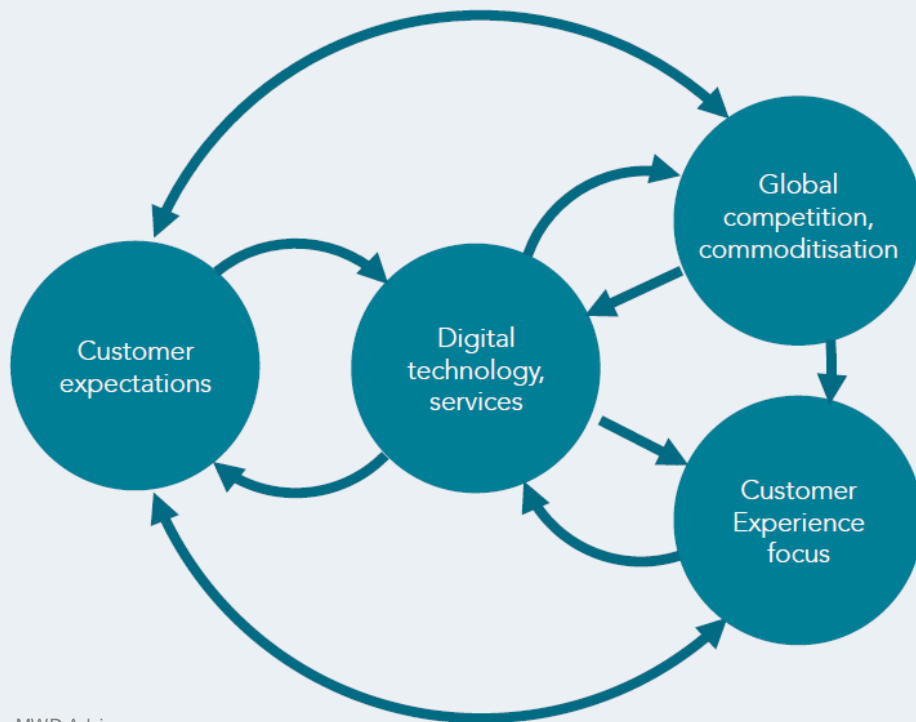 Global
competition,
commoditisation
Customer
expectations
Digital
technology,
services
Customer
Experience
focus